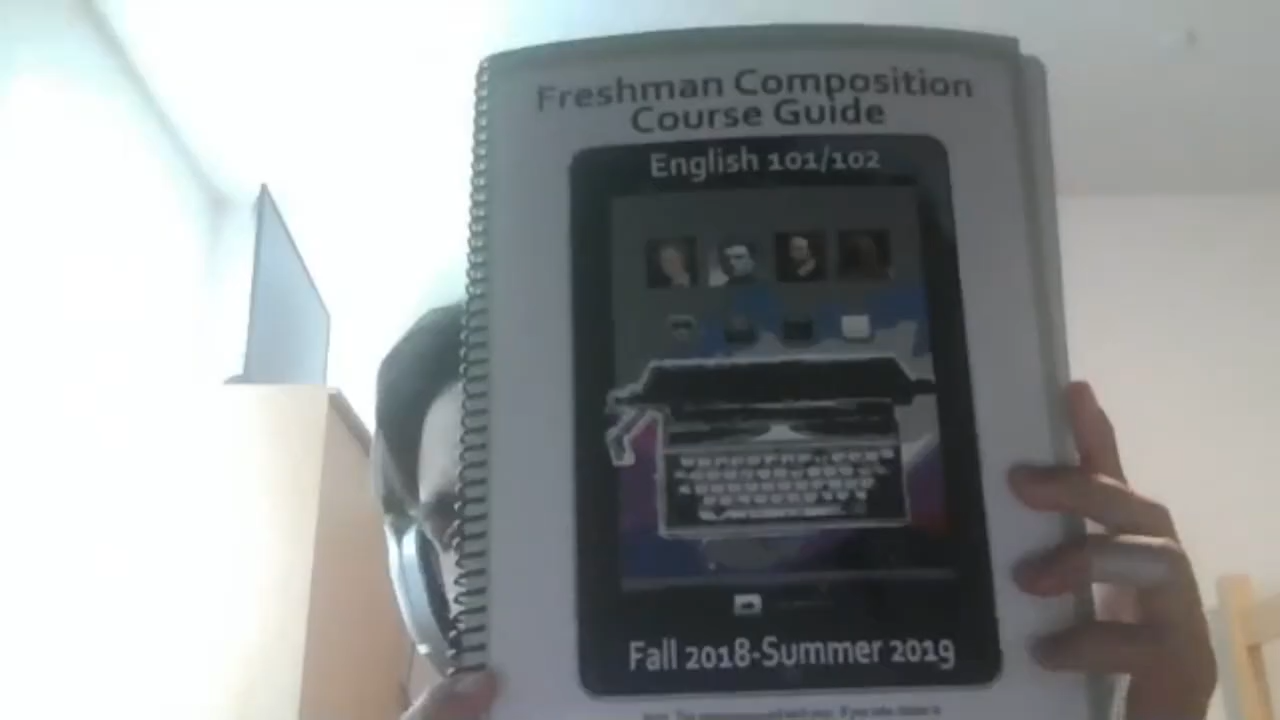 Freshman Composition
Course Guide
English 101/102
Fall 2018-Summer 2019